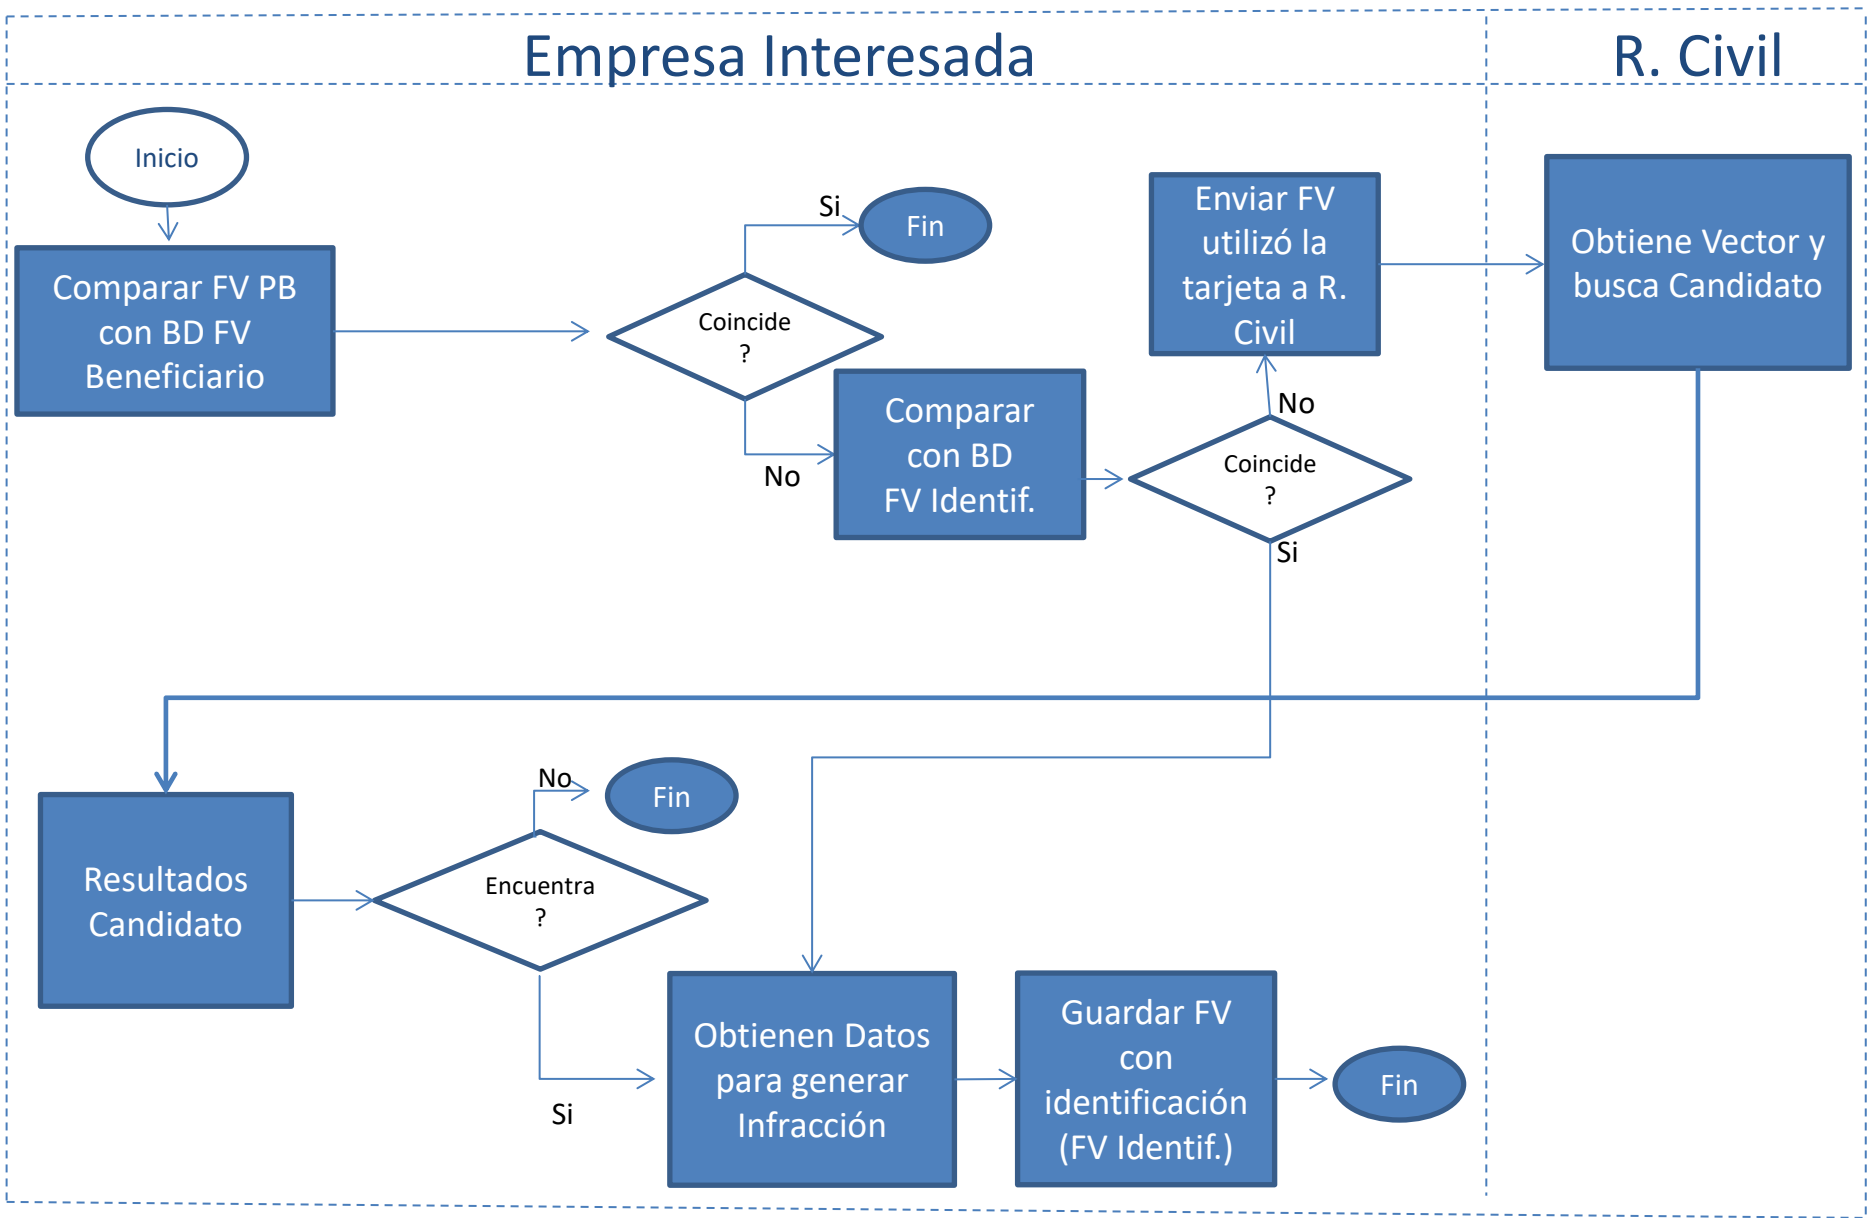 Empresa Interesada
R. Civil
Inicio
Comparar FV PB
con BD FV
Beneficiario
Coincide
?
Si
Fin
No
Comparar
con BD
FV Identif.
Coincide
?
No
Si
Enviar FV
utilizó la
tarjeta a R.
Civil
Obtiene Vector y
busca Candidato
Resultados
Candidato
Encuentra
?
No
Fin
Si
Obtienen Datos
para generar
Infracción
Guardar FV
con
identificación
(FV Identif.)
Fin